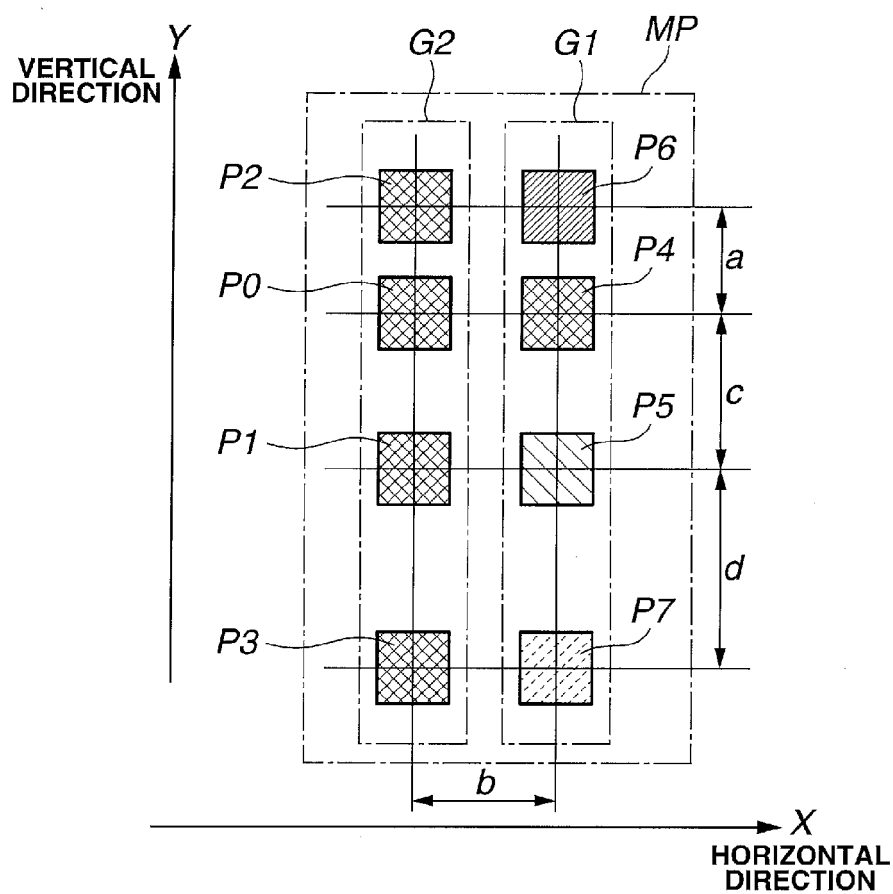 Y
VERTICAL
DIRECTION
G2
G1
MP
P2
P6
P0
P4
a
P1
P5
c
d
P3
P7
b
X
HORIZONTAL
DIRECTION